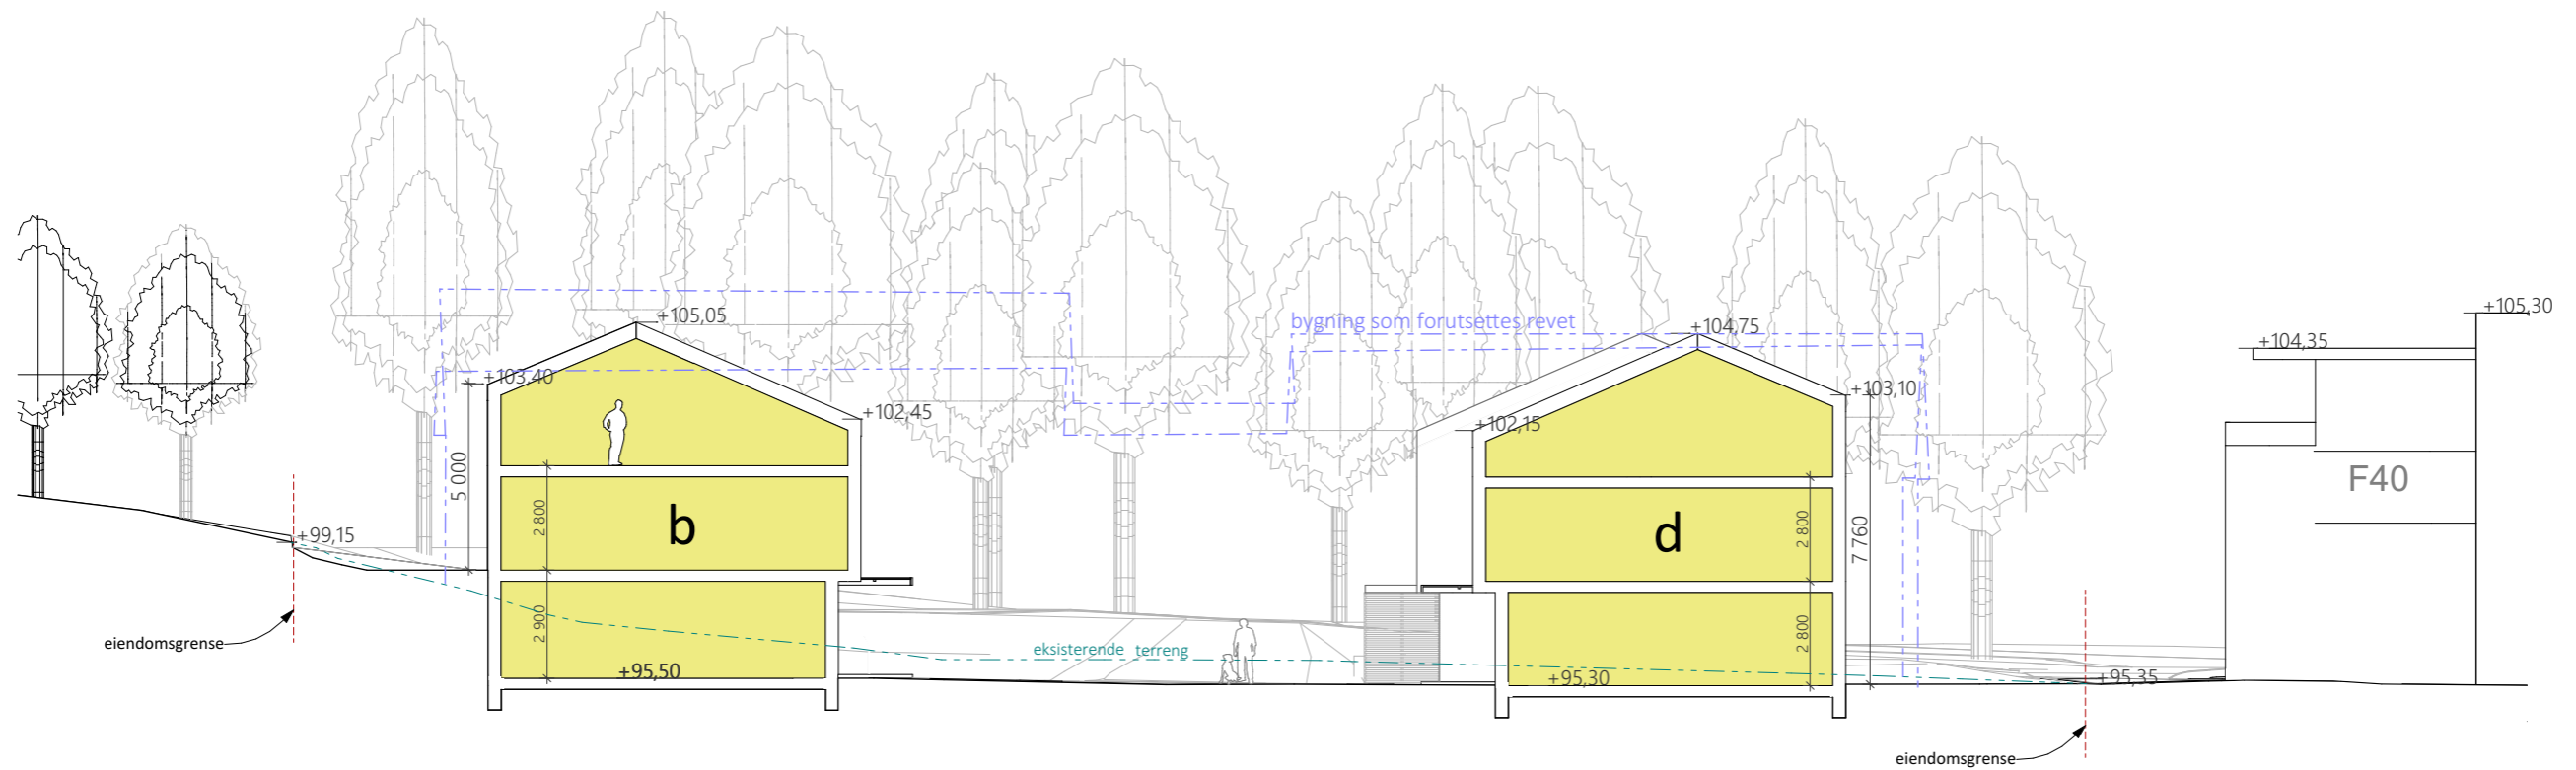 +105,30
+105,05
bygning som forutsettes revet
+104,75
+104,35
+103,40
+103,10
+102,45
+102,15
5 000
F40
2 800
b
d
2 800
7 760
+99,15
2 900
2 800
eiendomsgrense
eksisterende terreng
+95,50
+95,30
+95,35
eiendomsgrense